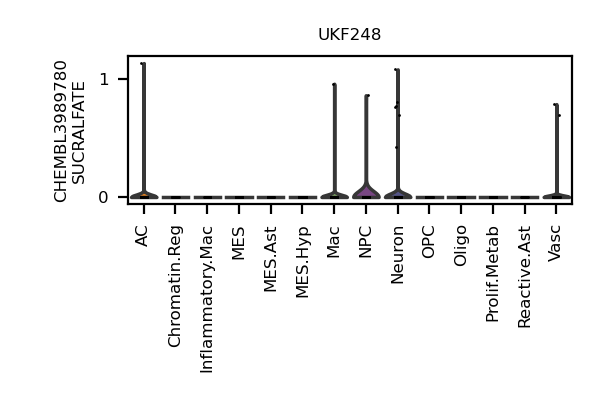 UKF248
CHEMBL3989780
SUCRALFATE
1
0
AC
Chromatin.Reg
Inflammatory.Mac
MES
MES.Ast
MES.Hyp
Mac
NPC
Neuron
OPC
Oligo
Prolif.Metab
Reactive.Ast
Vasc